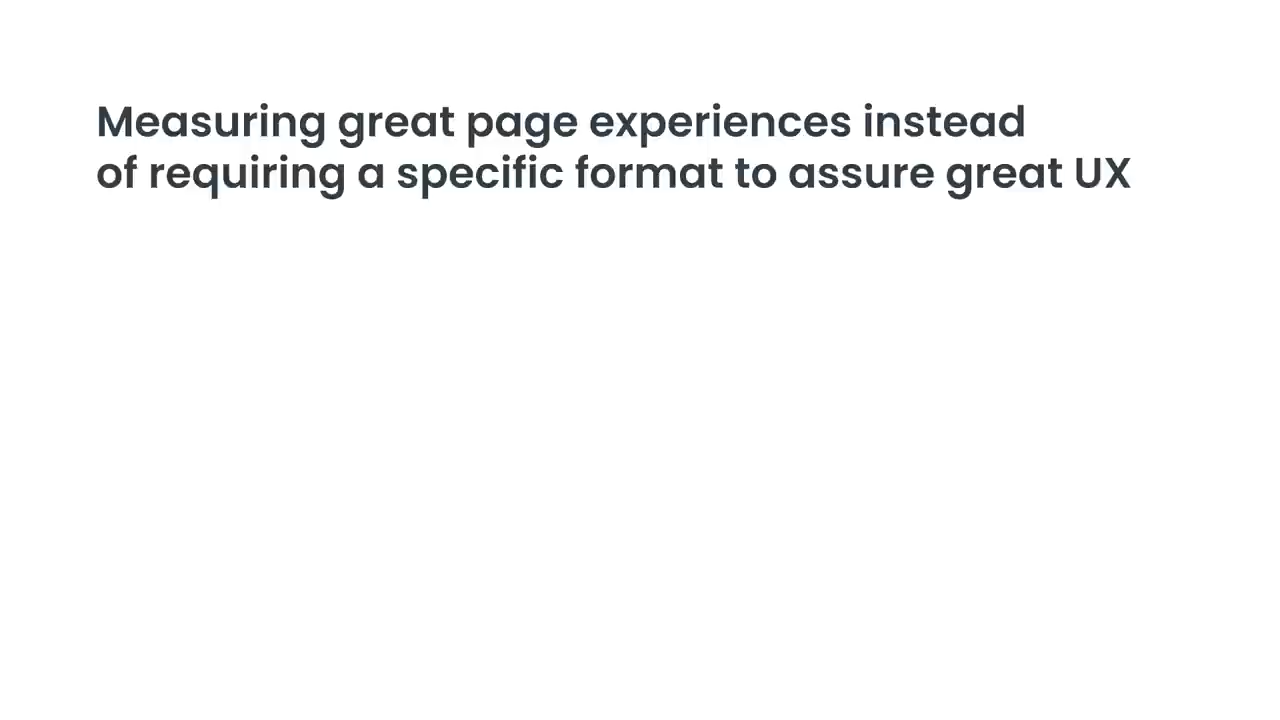 Measuring great page experiences instead
of requiring a specific format to assure great UX